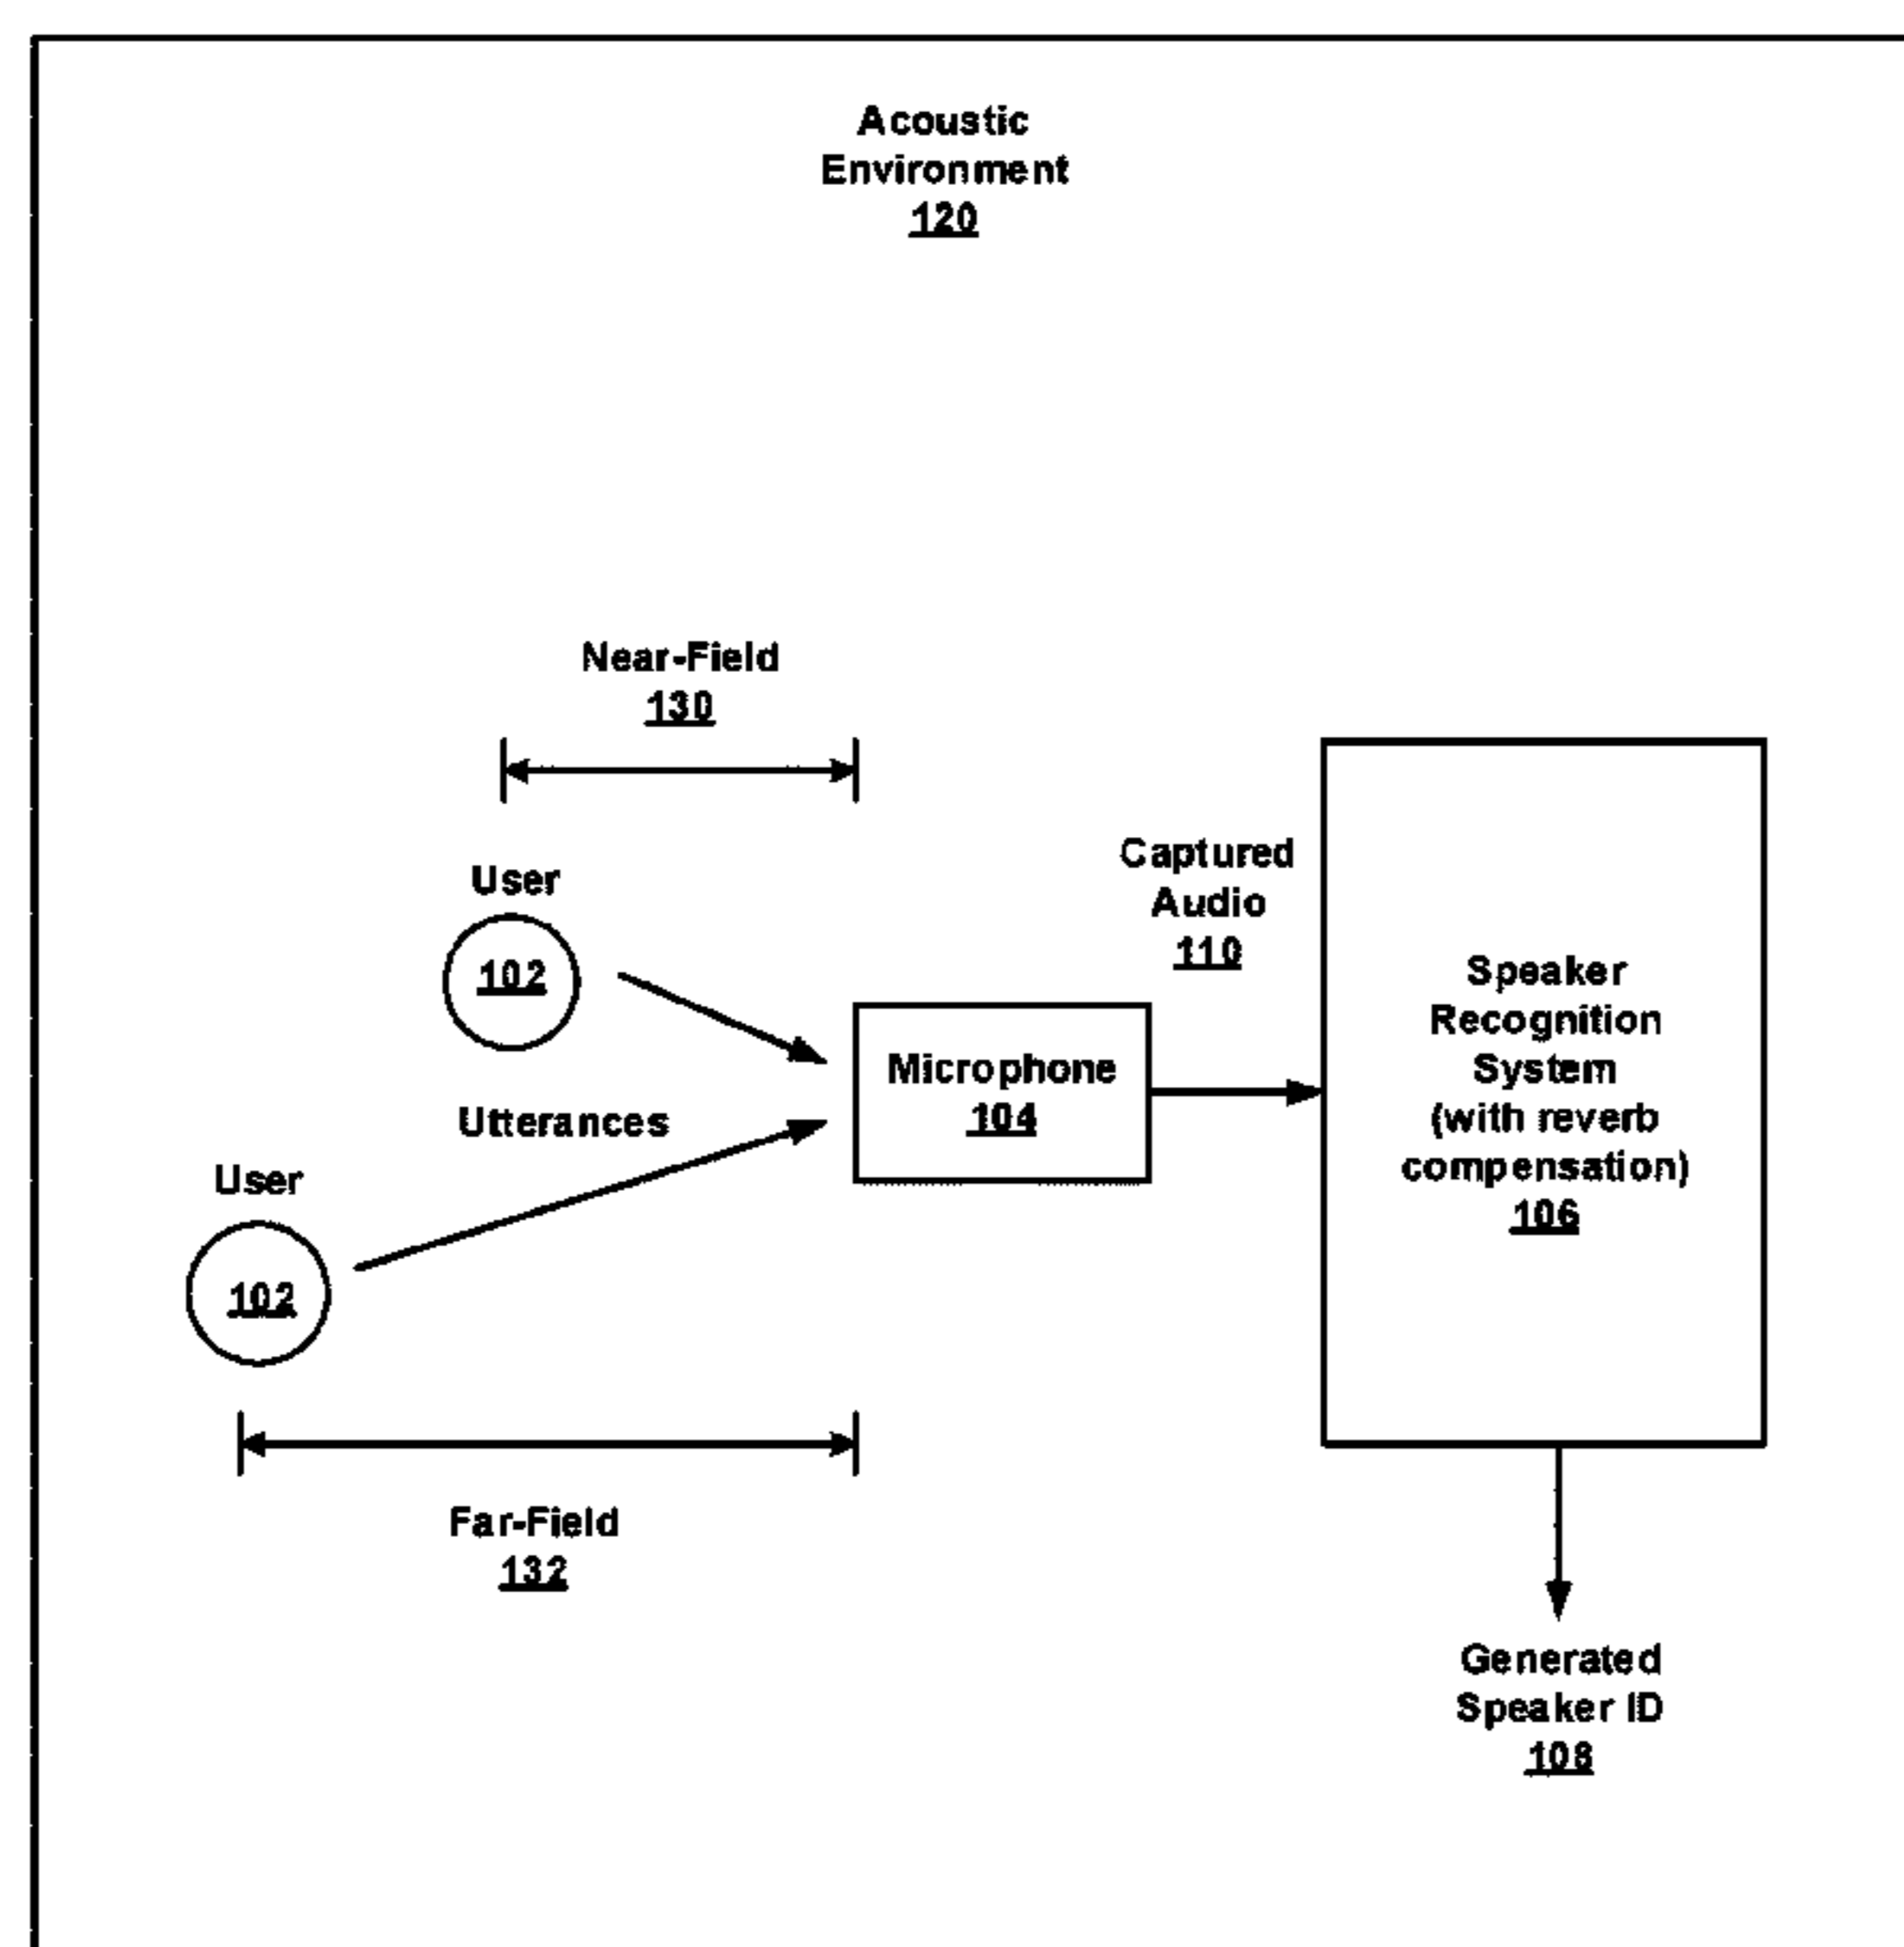 Acoustic
Environment
120
Near-Field
130
User
102
Captured
Audio
110
Utterances
User
102
Microphone
104
Speaker
Recognition
System
(with reverb
compensation)
106
Far-Field
132
Generated
Speaker ID
108